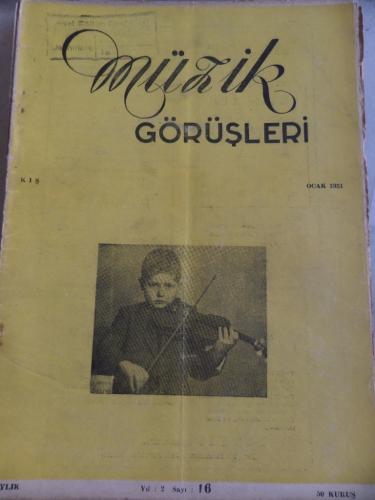 müzik
GÖRÜŞLERİ
KIŞ
OCAK 1951
YLIK
Yıl : 2 Sayı : 16
50 KURUŞ